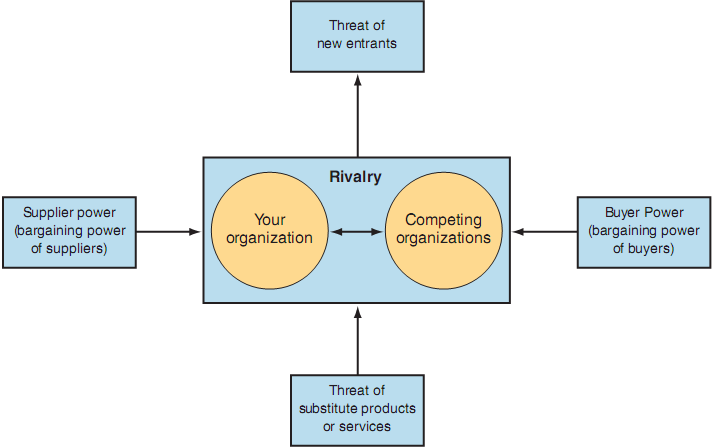 Threat of
new entrants
Rivalry
Supplier power
(bargaining power
of suppliers)
Your
organization
Competing
organizations
Buyer Power
(bargaining power
of buyers)
Threat of
substitute products
or services